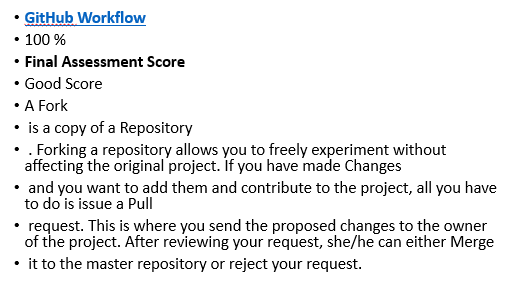 • GitHub Workflow
• 100 %
• Final Assessment Score
• Good Score
• A Fork
• is a copy of a Repository
• . Forking a repository allows you to freely experiment without
affecting the original project. If you have made Changes
• and you want to add them and contribute to the project, all you have
to do is issue a Pull
• request. This is where you send the proposed changes to the owner
of the project. After reviewing your request, she/he can either Merge
• it to the master repository or reject your request.